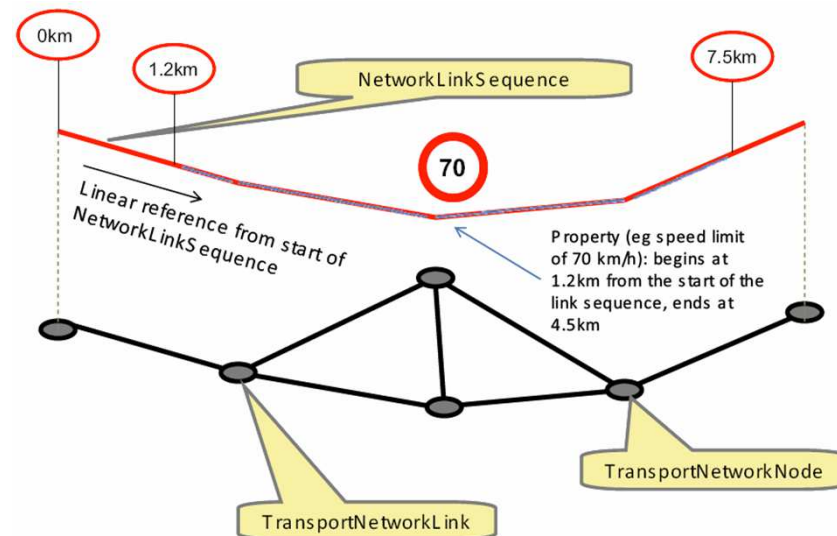 0km
1.2km
7.5km
NetworkLinkSequence
70
Linear reference from start of
NetworkLinkSequence
Property (eg speed limit
of 70 km/h): begins at
1.2km from the start of the
link sequence, ends at
4.5km
TransportNetworkNode
TransportNetworkLink